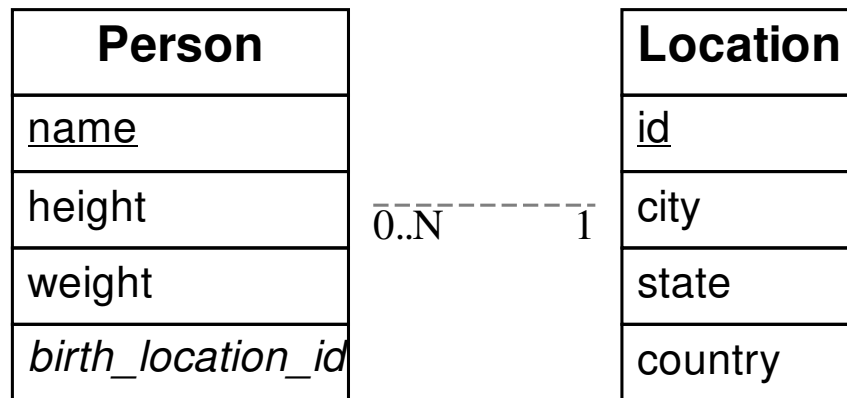 Person
name
height
weight
birth_location_id
0..N 1
Location
id
city
state
country